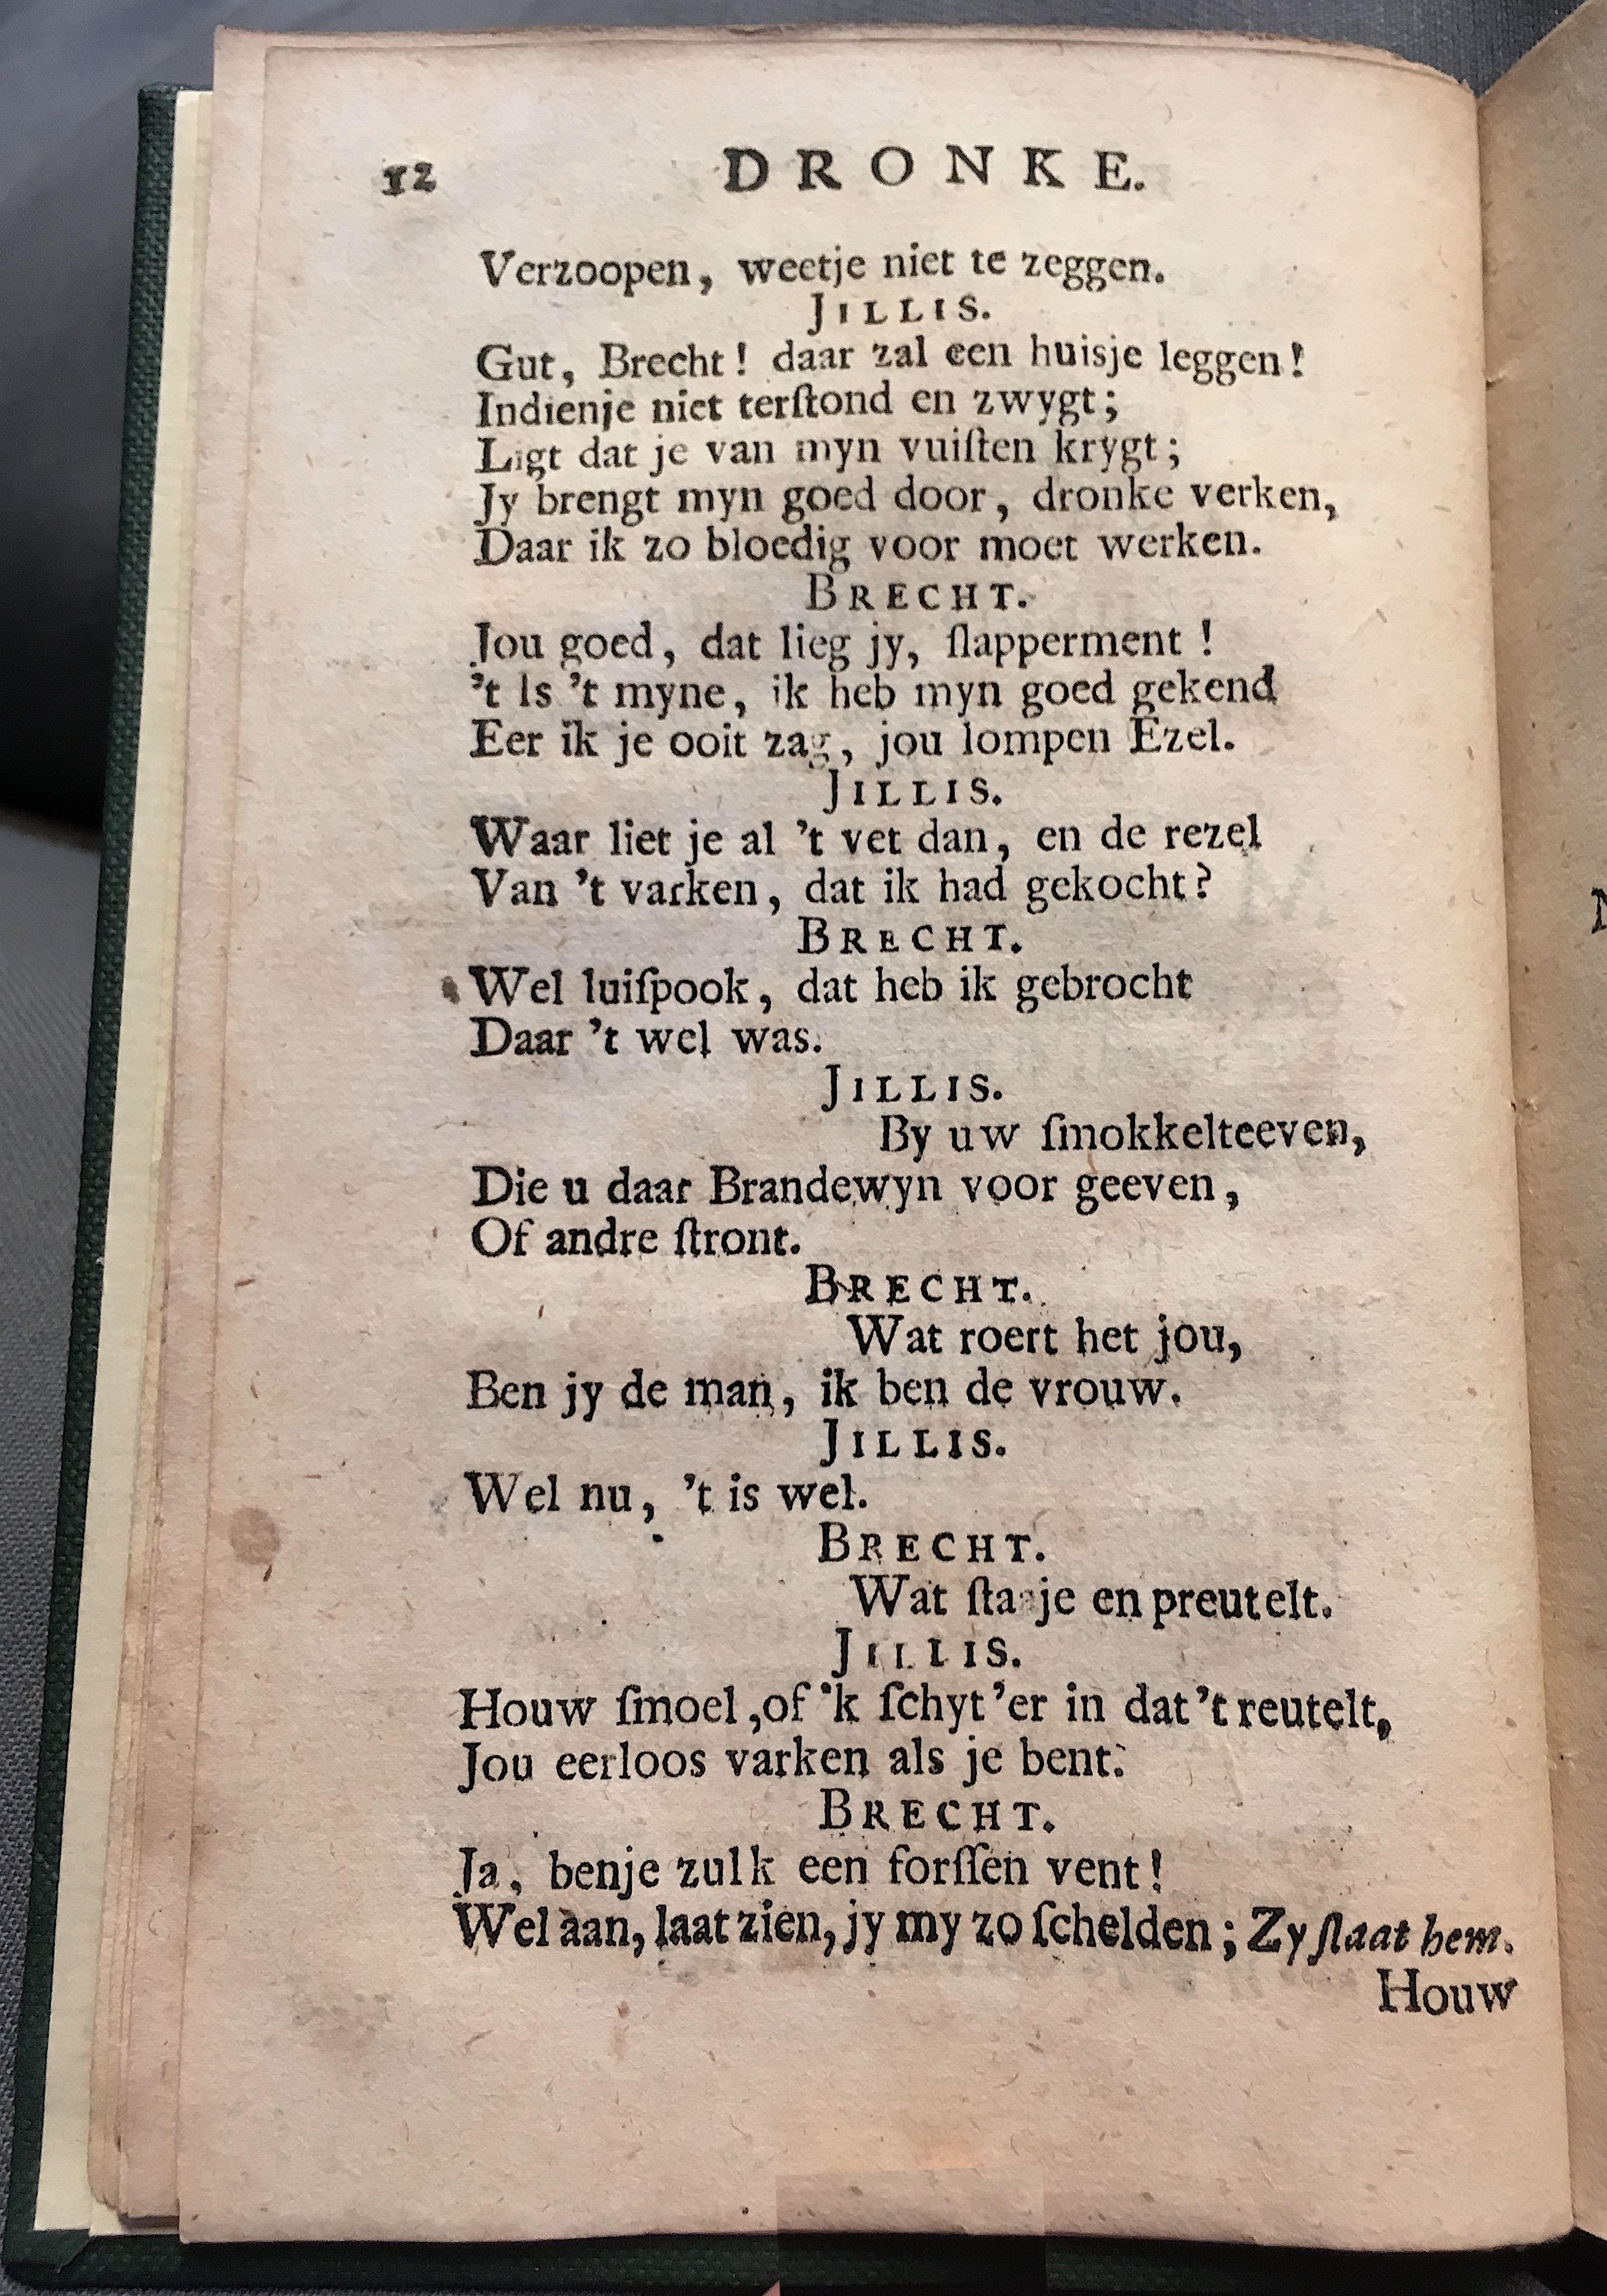 12 DRONKE.
Verzoopen, weetje niet te zeggen.
JILLIS.
Gut, Brecht! daar zal een huisje leggen!
Indienje niet terſtond en zwygt;
Ligt dat je van myn vuiſten krygt;
Jy brengt myn goed door, dronke verken,
Daar ik zo bloedig voor moet werken.
BRECHT.
Jou goed, dat lieg jy, ſlapperment!
't Is 't myne, ik heb myn goed gekend
Eer ik je ooit zag, jou lompen Ezel.
JILLIS.
Waar liet je al 't vet dan, en de rezel
Van 't varken, dat ik had gekocht?
BRECHT.
Wel luiſpook, dat heb ik gebrocht
Daar 't wel was.
JILLIS.
By uw ſmokkelteeven,
Die u daar Brandewyn voor geeven,
Of andre ſtront.
BRECHT.
Wat roert het jou,
Ben jy de man, ik ben de vrouw.
JILLIS.
Wel nu, 't is wel.
BRECHT.
Wat ſtaaje en preutelt.
JILLIS.
Houw ſmoel, of 'k ſchyt 'er in dat 't reutelt,
Jou eerloos varken als je bent.
BRECHT.
Ja, benje zulk een forſſen vent!
Wel aan, laat zien, jy my zo ſchelden; Zy ſlaat hem.
Houw